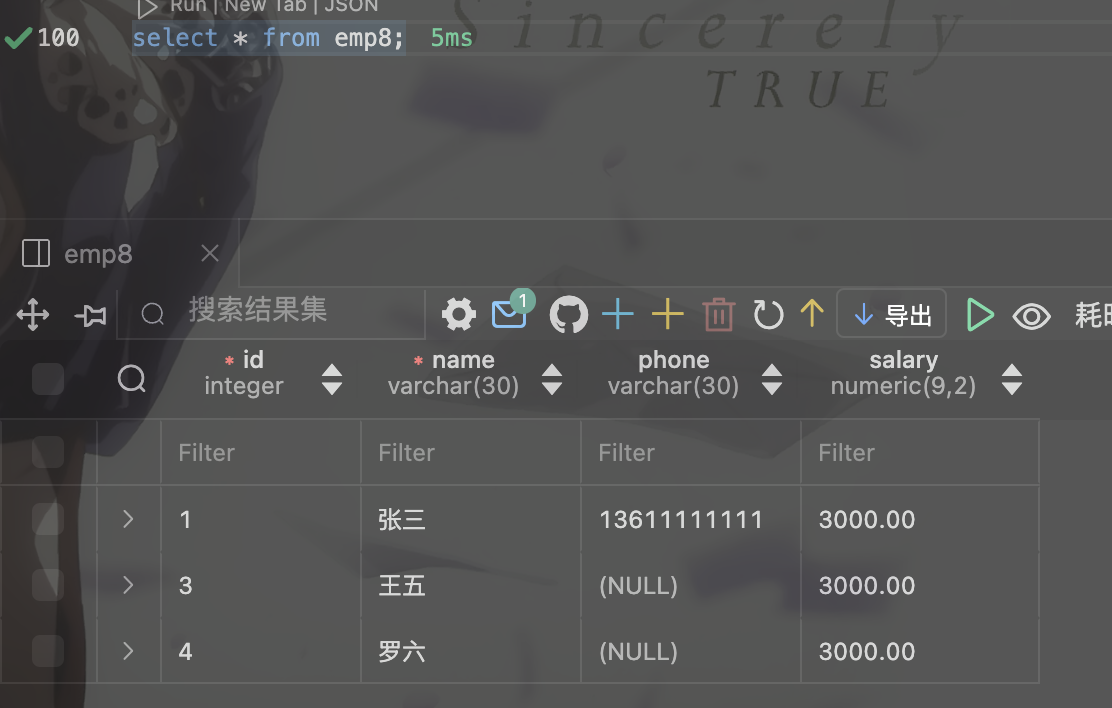 Run | New Tab | JSON
100 select * from emp8; 5ms
Sincerely
TRUE
emp8
搜索结果集 1 导出
* id * name phone salary
integer varchar(30) varchar(30) numeric(9,2)
Filter Filter Filter Filter
1 张三 13611111111 3000.00
3 王五 (NULL) 3000.00
4 罗六 (NULL) 3000.00